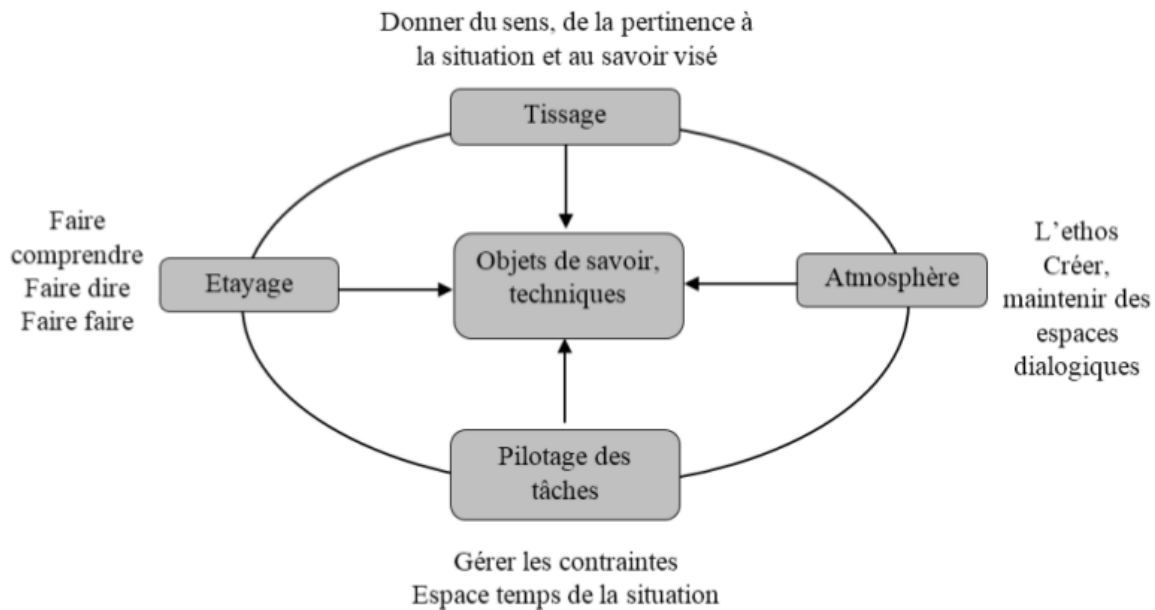 Donner du sens, de la pertinence à
la situation et au savoir visé
Tissage
Faire
comprendre
Faire dire
Faire faire
Etayage
Objets de savoir,
techniques
Atmosphère
L’ethos
Créer,
maintenir des
espaces
dialogiques
Pilotage des
tâches
Gérer les contraintes
Espace temps de la situation